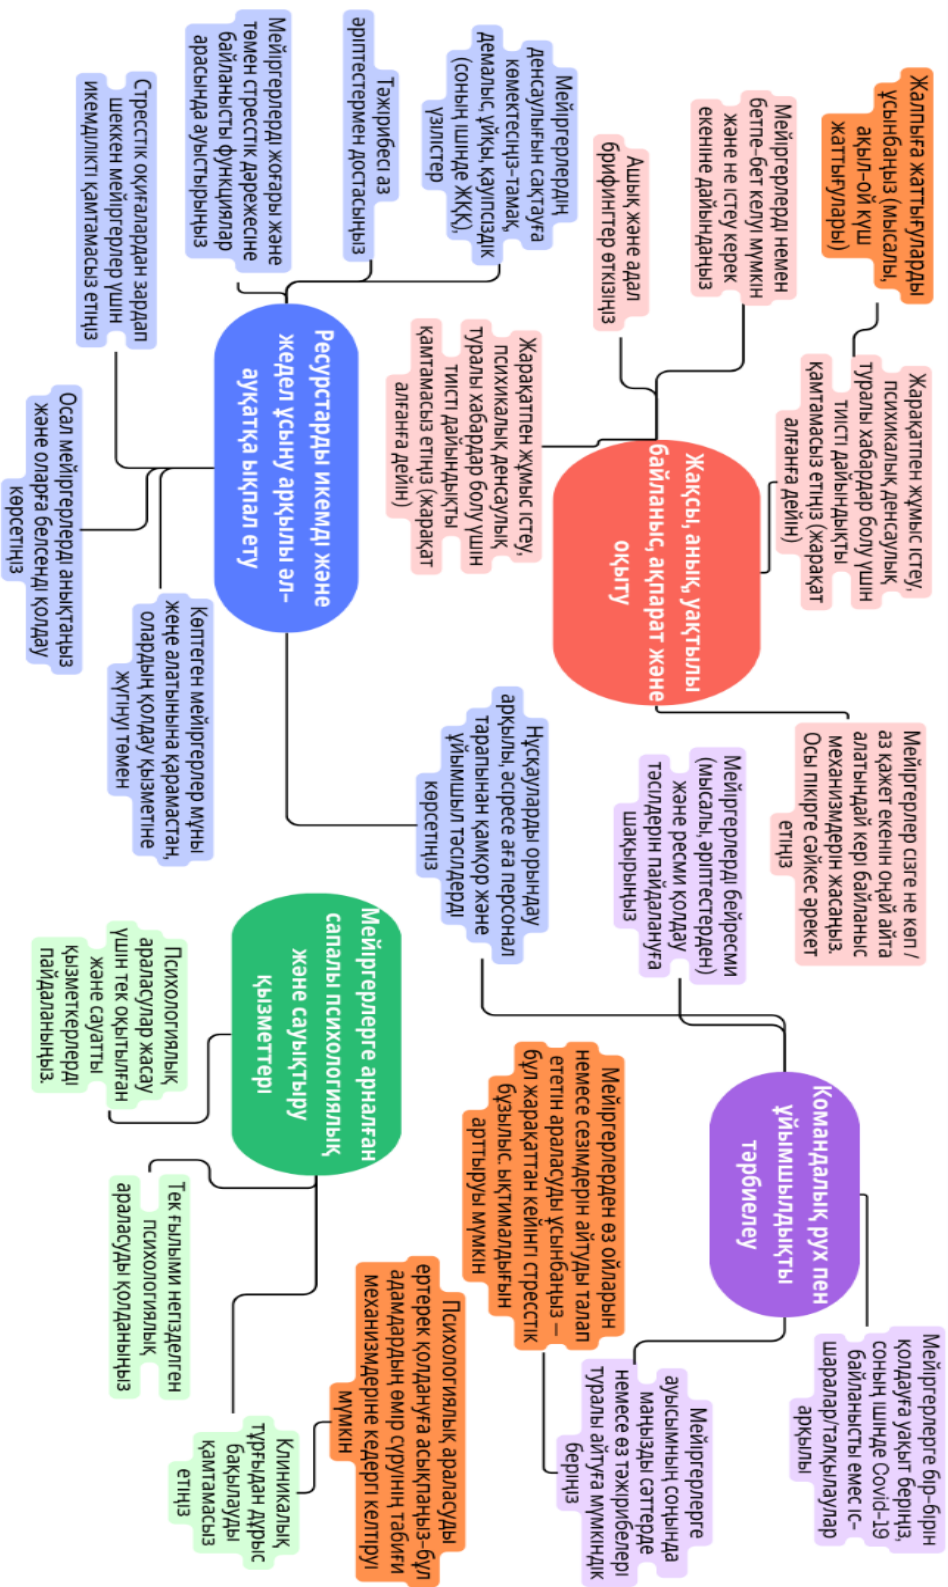 Жалпыға жаттығуларды
ұсынбаңыз (мысалы,
ақыл-ой күш
жаттығулары)
Жарақатпен жұмыс істеу,
психикалық денсаулық
туралы хабардар болу үшін
тиісті дайындықты
қамтамасыз етіңіз (жарақат
алғанға дейін)
Мейіргерлер сізге не көп /
аз қажет екенін оңай айта
алатындай кері байланыс
механизмдерін жасаңыз.
Осы пікірге сәйкес әрекет
етіңіз
Мейіргерлерге бір-бірін
қолдауға уақыт беріңіз,
соның ішінде Covid-19
байланысты емес іс-
шаралар/талқылаулар
арқылы
Мейіргерлерді немен
бетпе-бет келуі мүмкін
және не істеу керек
екеніне дайындаңыз
Ашық және адал
брифингтер өткізіңіз
Жақсы, анық, уақтылы
байланыс, ақпарат және
оқыту
Мейіргерлерді бейресми
(мысалы, әріптестерден)
және ресми қолдау
тәсілдерін пайдалануға
шақырыңыз
Командалық рух пен
ұйымшылдықты
тәрбиелеу
Мейіргерлерге
ауысымның соңында
маңызды сәттерде
немесе өз тәжірибелері
туралы айтуға мүмкіндік
беріңіз
Мейіргерлердің
денсаулығын сақтауға
көмектесіңіз-тамақ,
демалыс, ұйқы, қауіпсіздік
(соның ішінде ЖҚҚ),
үзілістер
Жарақатпен жұмыс істеу,
психикалық денсаулық
туралы хабардар болу үшін
тиісті дайындықты
қамтамасыз етіңіз (жарақат
алғанға дейін)
Нұсқауларды орындау
арқылы, әсіресе аға персонал
тарапынан қамқор және
ұйымшыл тәсілдерді
көрсетіңіз
Мейіргерлерден өз ойларын
немесе сезімдерін айтуды талап
ететін араласуды ұсынбаңыз –
бұл жарақаттан кейінгі стресстік
бұзылыс. ықтималдығын
арттыруы мүмкін
Тәжірибесі аз
әріптестермен достасыңыз
Мейіргерлерді жоғары және
төмен стресстік дәрежесіне
байланысты функциялар
арасында ауыстырыңыз
Стресстік оқиғалардан зардап
шеккен мейіргерлер үшін
икемділікті қамтамасыз етіңіз
Ресурстарды икемді және
жедел ұсыну арқылы әл-
ауқатқа ықпал ету
Осал мейіргерлерді анықтаңыз
және оларға белсенді қолдау
көрсетіңіз
Көптеген мейіргерлер мұны
жеңе алатынына қарамастан,
олардың қолдау қызметіне
жүгінуі төмен
Мейіргерлерге арналған
сапалы психологиялық
және сауықтыру
қызметтері
Психологиялық
араласулар жасау
үшін тек оқытылған
және сауатты
қызметкерлерді
пайдаланыңыз.
Тек ғылыми негізделген
психологиялық
араласуды қолданыңыз
Психологиялық араласуды
ертерек қолдануға асықпаңыз-бұл
адамдардың өмір сүруінің табиғи
механизмдеріне кедергі келтіруі
мүмкін
Клиникалық
тұрғыдан дұрыс
бақылауды
қамтамасыз
етіңіз